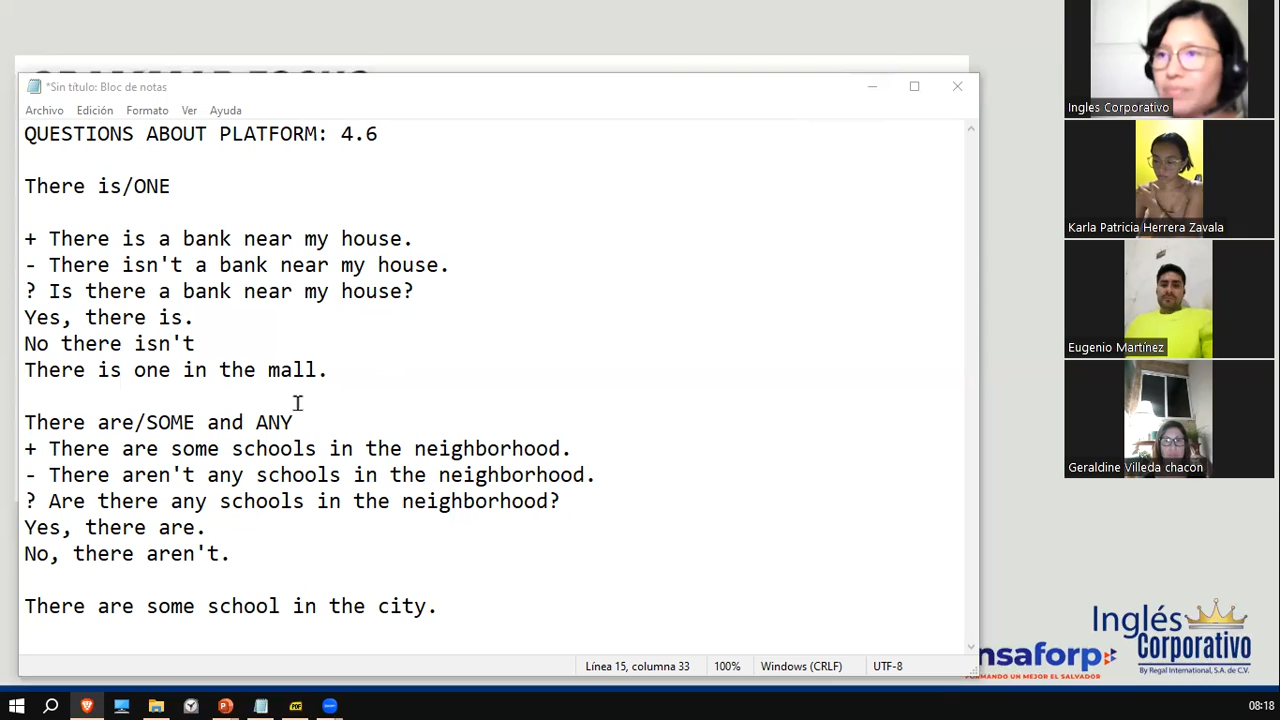 *Sin título: Bloc de notas
Archivo Edición Formato Ver Ayuda
QUESTIONS ABOUT PLATFORM: 4.6
There is/ONE
+ There is a bank near my house.
- There isn't a bank near my house.
? Is there a bank near my house?
Yes, there is.
No there isn't
There is one in the mall.
There are/SOME and ANY
+ There are some schools in the neighborhood.
- There aren't any schools in the neighborhood.
? Are there any schools in the neighborhood?
Yes, there are.
No, there aren't.
There are some school in the city.
Línea 15, columna 33 100% Windows (CRLF) UTF-8
Ingles Corporativo
Karla Patricia Herrera Zavala
Eugenio Martínez
Geraldine Villeda chacon
Inglés
Corporativo
By Regal International, S.A. de C.V.
nsaforp
FORMANDO UN MEJOR EL SALVADOR
08:18